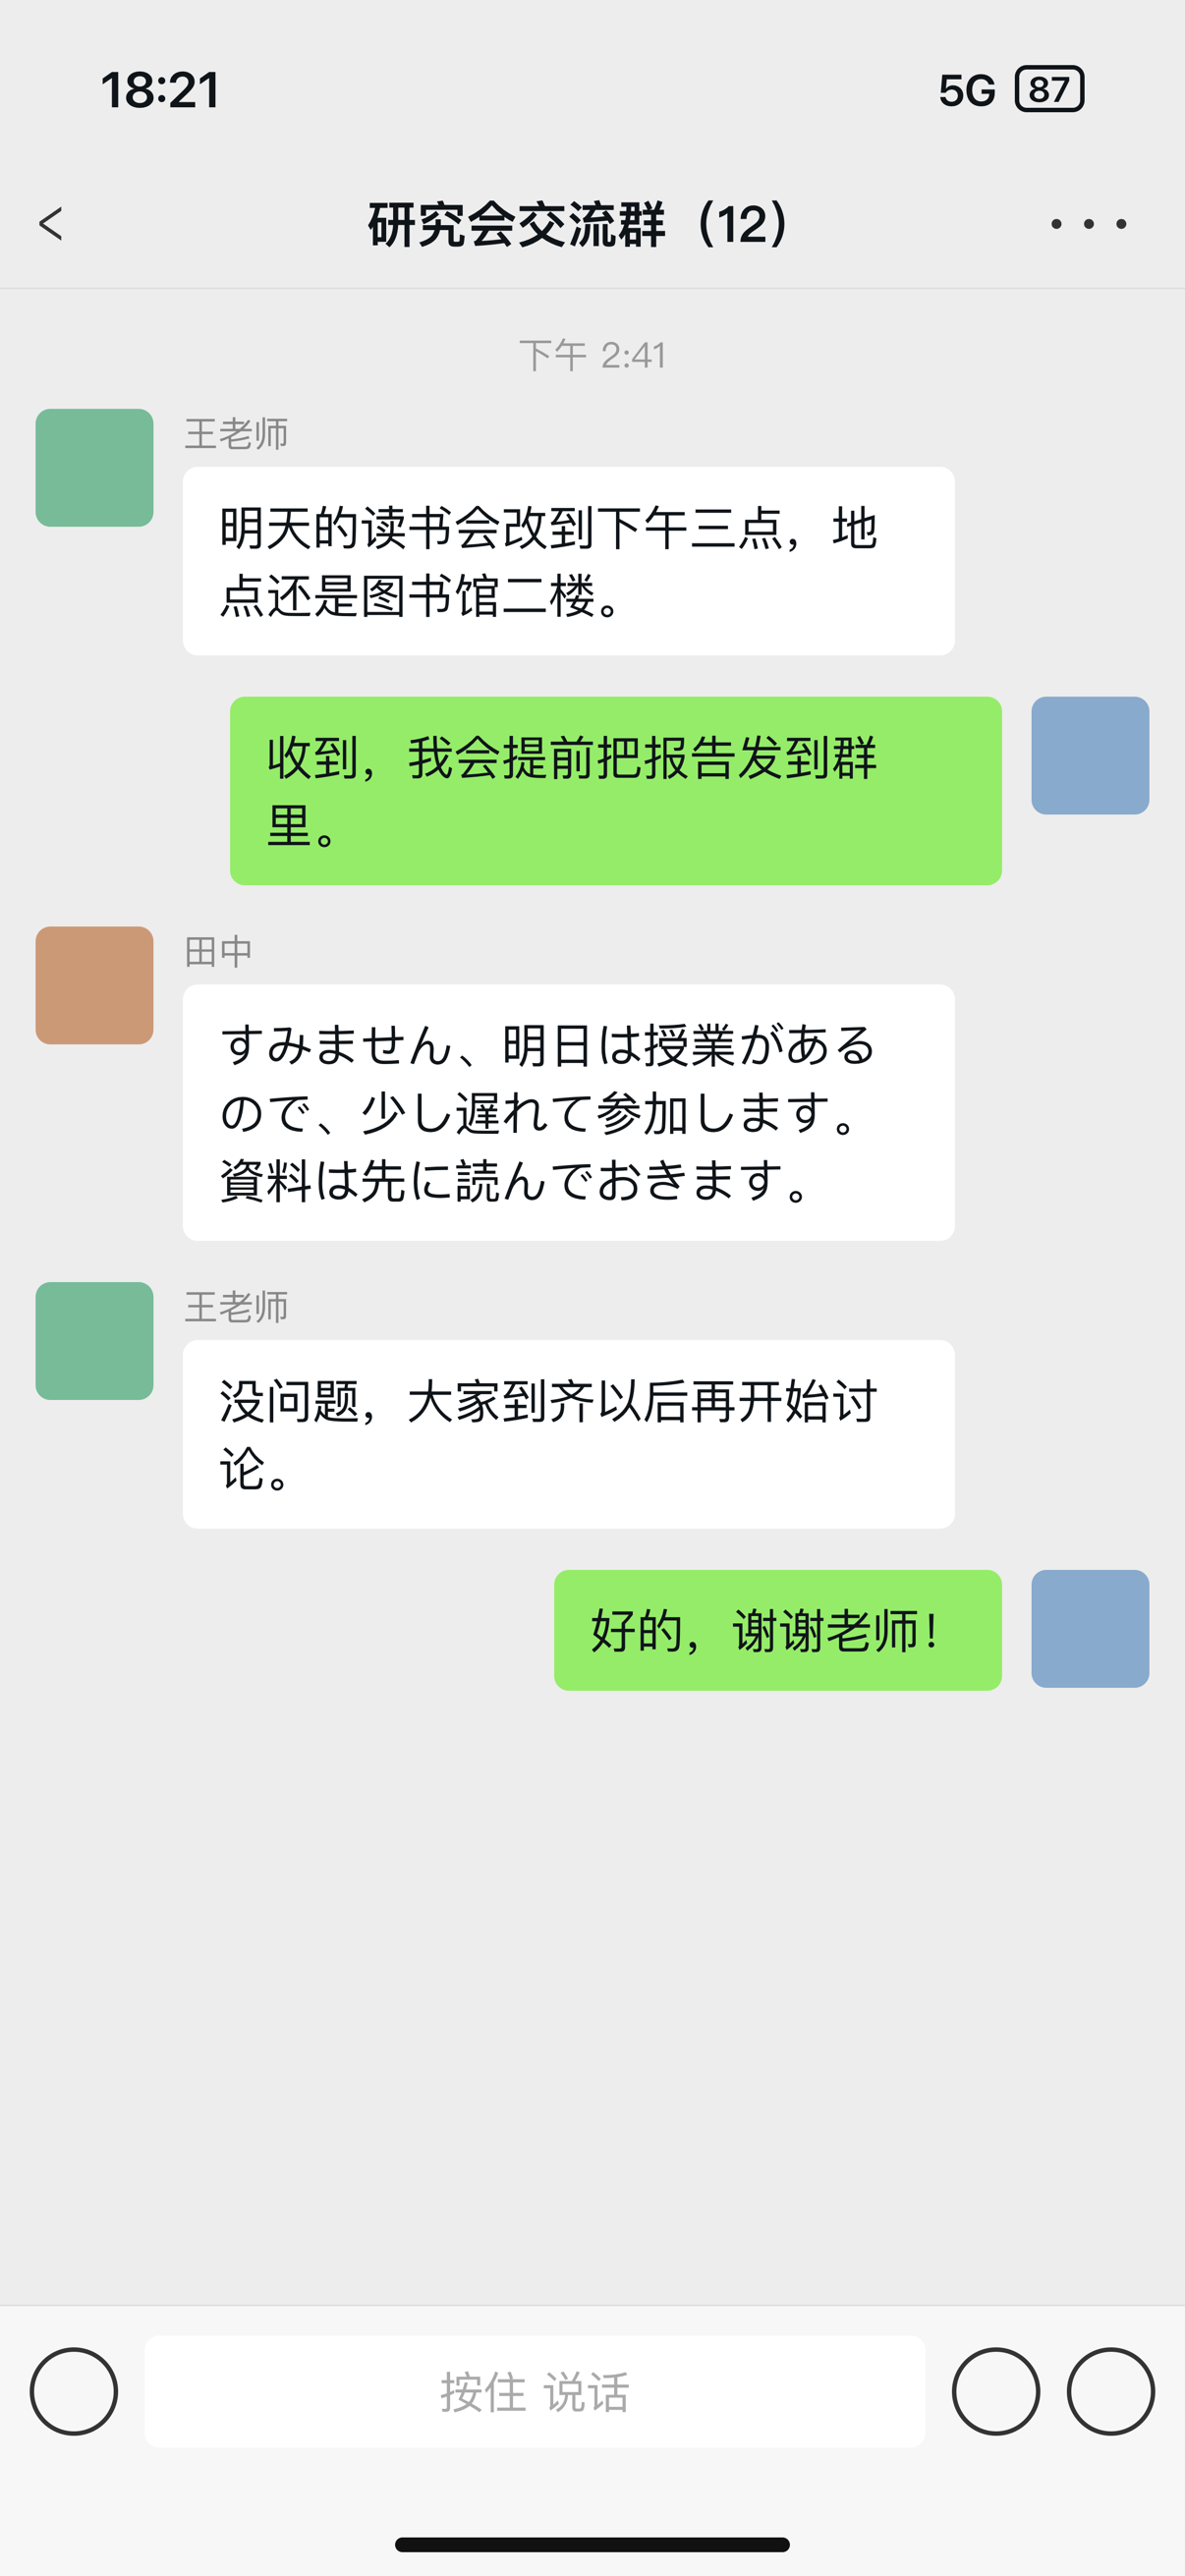 18:21
5G 87
研究会交流群（12）
下午 2:41
王老师
明天的读书会改到下午三点，地
点还是图书馆二楼。
收到，我会提前把报告发到群
里。
田中
すみません、明日は授業がある
ので、少し遅れて参加します。
資料は先に読んでおきます。
王老师
没问题，大家到齐以后再开始讨
论。
好的，谢谢老师！
按住 说话